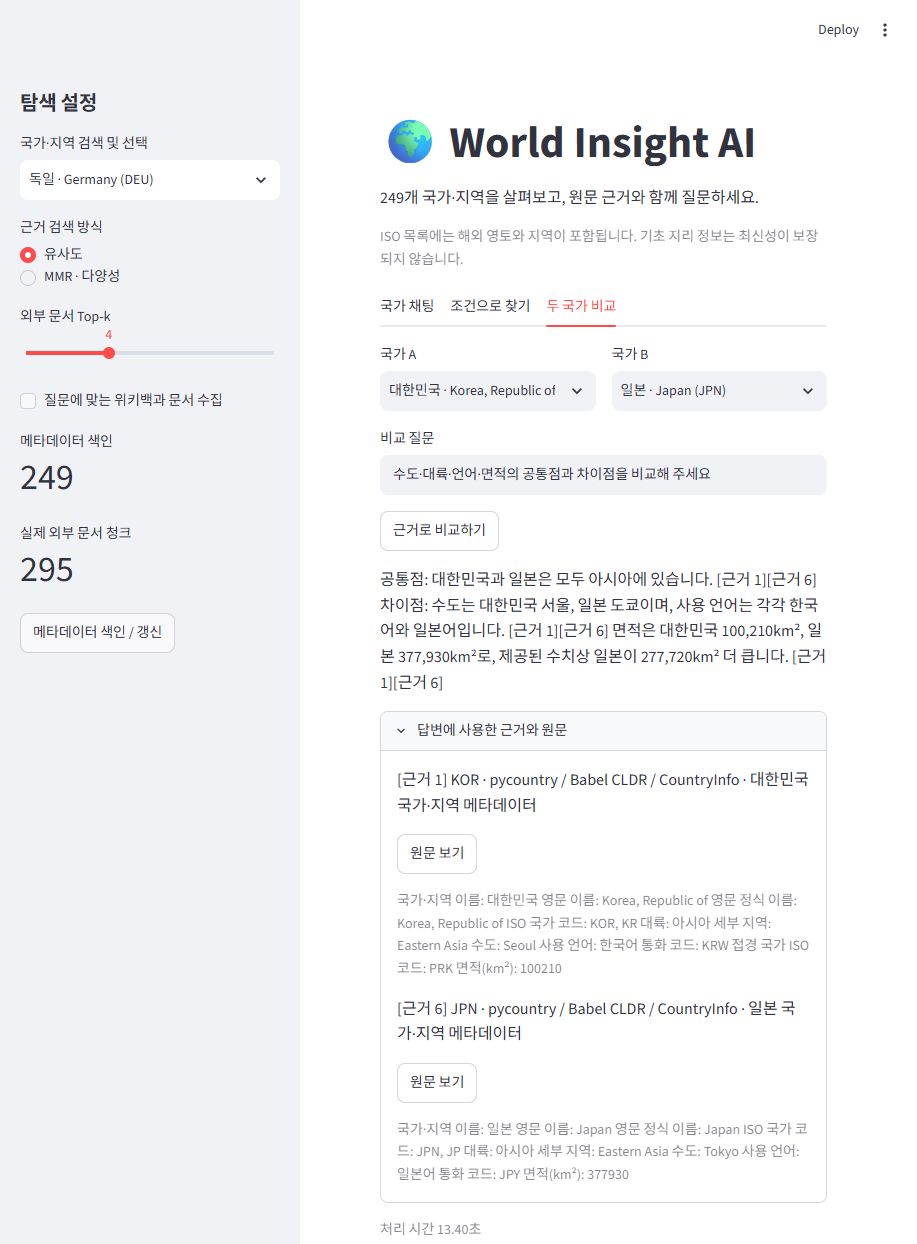 Deploy
탐색 설정
국가·지역 검색 및 선택
독일 · Germany (DEU)
근거 검색 방식
유사도
MMR · 다양성
외부 문서 Top-k
4
질문에 맞는 위키백과 문서 수집
메타데이터 색인
249
실제 외부 문서 청크
295
메타데이터 색인 / 갱신
World Insight AI
249개 국가·지역을 살펴보고, 원문 근거와 함께 질문하세요.
ISO 목록에는 해외 영토와 지역이 포함됩니다. 기초 지리 정보는 최신성이 보장
되지 않습니다.
국가 채팅 조건으로 찾기 두 국가 비교
국가 A
대한민국 · Korea, Republic of
국가 B
일본 · Japan (JPN)
비교 질문
수도·대륙·언어·면적의 공통점과 차이점을 비교해 주세요
근거로 비교하기
공통점: 대한민국과 일본은 모두 아시아에 있습니다. [근거 1][근거 6]
차이점: 수도는 대한민국 서울, 일본 도쿄이며, 사용 언어는 각각 한국
어와 일본어입니다. [근거 1][근거 6] 면적은 대한민국 100,210km², 일
본 377,930km²로, 제공된 수치상 일본이 277,720km² 더 큽니다. [근거
1][근거 6]
답변에 사용한 근거와 원문
[근거 1] KOR · pycountry / Babel CLDR / CountryInfo · 대한민국
국가·지역 메타데이터
원문 보기
국가·지역 이름: 대한민국 영문 이름: Korea, Republic of 영문 정식 이름:
Korea, Republic of ISO 국가 코드: KOR, KR 대륙: 아시아 세부 지역:
Eastern Asia 수도: Seoul 사용 언어: 한국어 통화 코드: KRW 접경 국가 ISO
코드: PRK 면적(km²): 100210
[근거 6] JPN · pycountry / Babel CLDR / CountryInfo · 일본 국
가·지역 메타데이터
원문 보기
국가·지역 이름: 일본 영문 이름: Japan 영문 정식 이름: Japan ISO 국가 코
드: JPN, JP 대륙: 아시아 세부 지역: Eastern Asia 수도: Tokyo 사용 언어:
일본어 통화 코드: JPY 면적(km²): 377930
처리 시간 13.40초